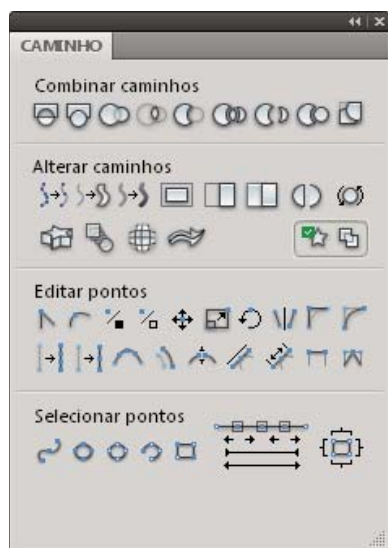 CAMINHO
Combinar caminhos
Alterar caminhos
Editar pontos
Selecionar pontos